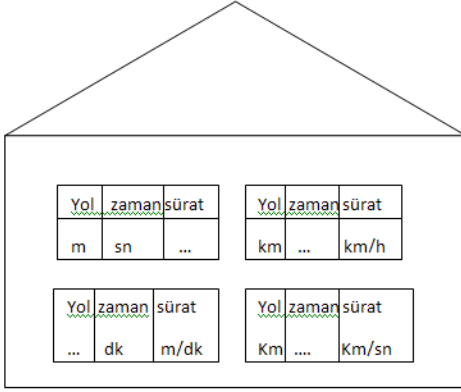 Yol zaman sürat
m sn ...
Yol zaman sürat
km ... km/h
Yol zaman sürat
... dk m/dk
Yol zaman sürat
Km .... Km/sn